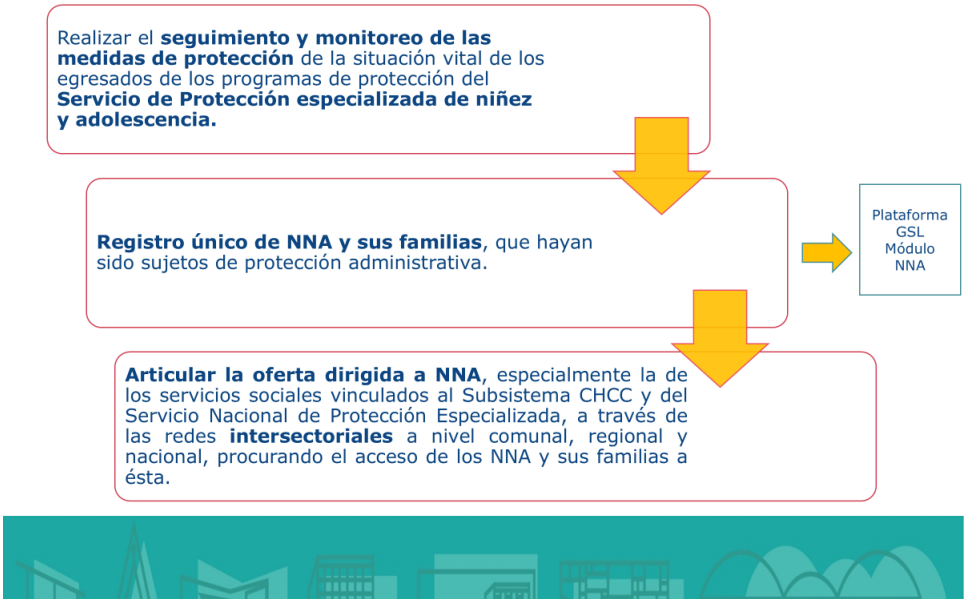 Realizar el seguimiento y monitoreo de las
medidas de protección de la situación vital de los
egresados de los programas de protección del
Servicio de Protección especializada de niñez
y adolescencia.
Registro único de NNA y sus familias, que hayan
sido sujetos de protección administrativa.
Plataforma
GSL
Módulo
NNA
Articular la oferta dirigida a NNA, especialmente la de
los servicios sociales vinculados al Subsistema CHCC y del
Servicio Nacional de Protección Especializada, a través de
las redes intersectoriales a nivel comunal, regional y
nacional, procurando el acceso de los NNA y sus familias a
ésta.